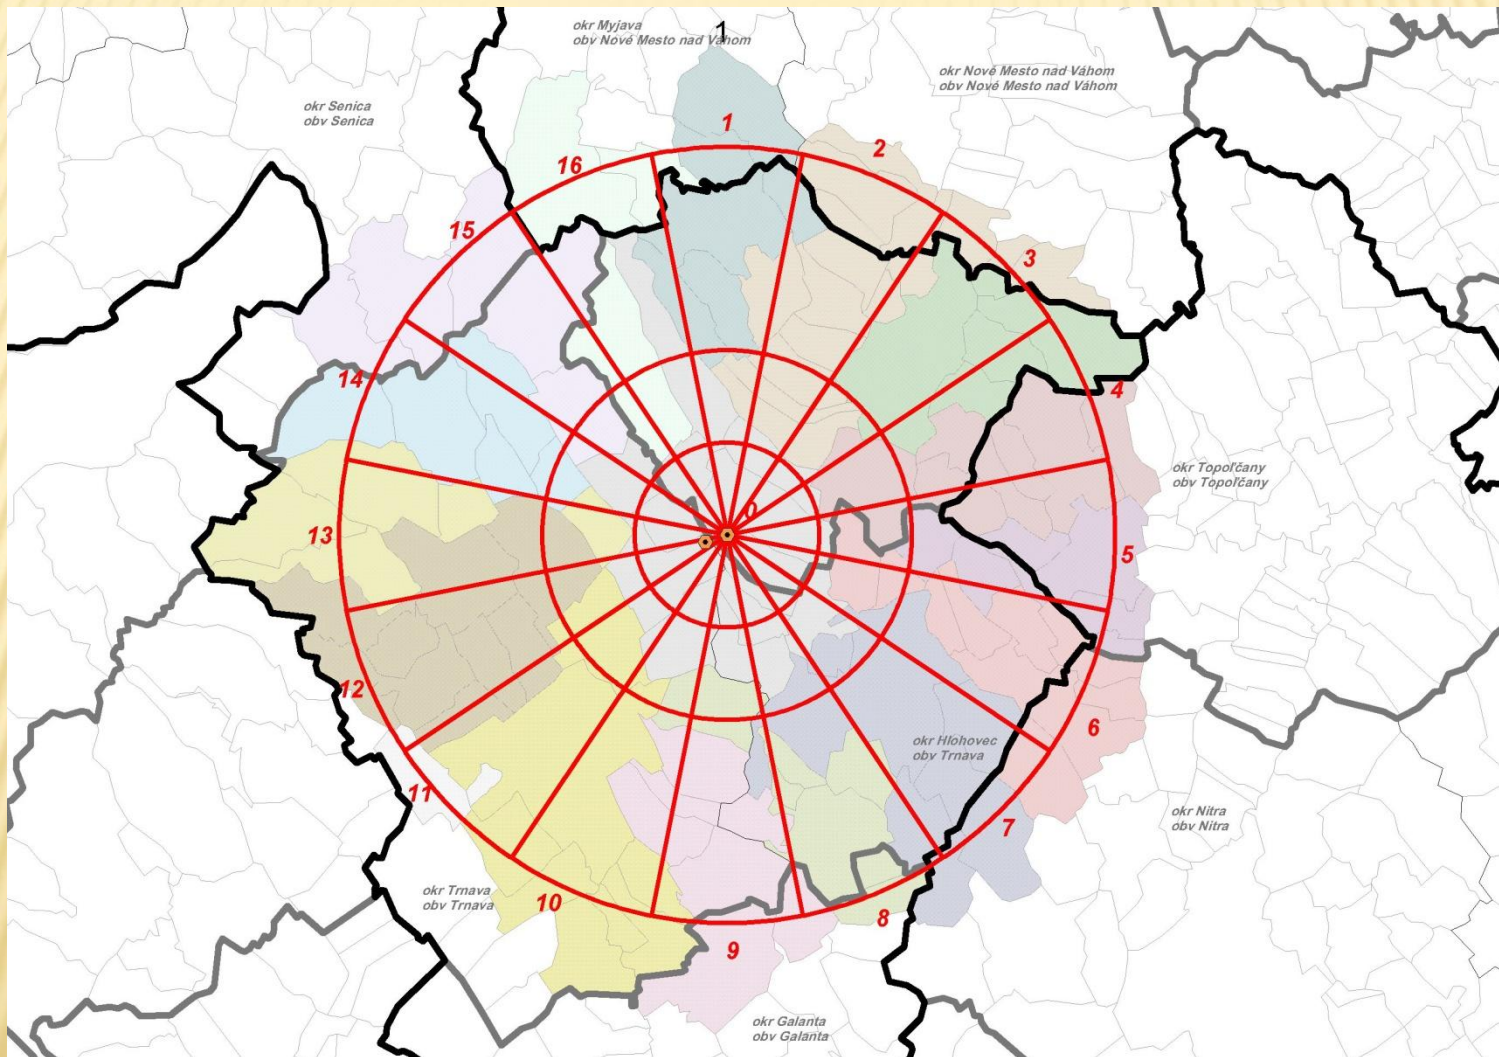 okr Myjava
obv Nové Mesto nad Váhom
1
okr Nové Mesto nad Váhom
obv Nové Mesto nad Váhom
okr Senica
obv Senica
1
2
16
15
3
14
4
okr Topoľčany
obv Topoľčany
0
13
5
12
6
okr Hlohovec
obv Trnava
11
7
okr Nitra
obv Nitra
okr Trnava
obv Trnava
10
8
9
okr Galanta
obv Galanta